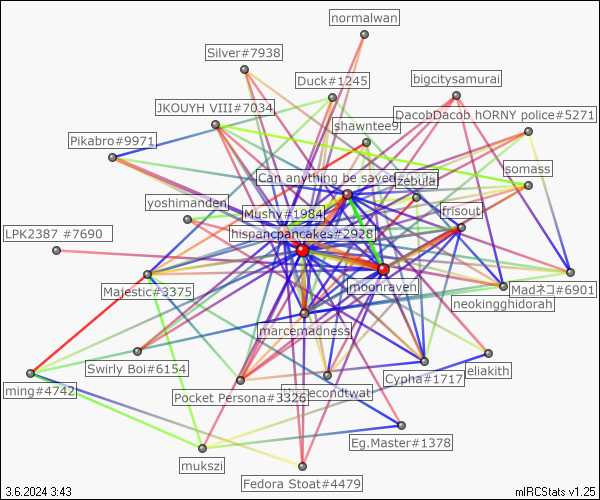 normalwan
Silver#7938
Duck#1245
bigcitysamurai
JKOUYH VIII#7034
DacobDacob hORNY police#5271
shawntee9
Pikabro#9971
somass
Can anything be saved
zebula
yoshimanden
Mushy#1984
frisout
LPK2387 #7690
hispancpancakes#2928
Majestic#3375
moonraven
Madネコ#6901
neokingghidorah
marcemadness
Swirly Boi#6154
eliakith
ming#4742
Cypha#1717
Pocket Persona#3326
Eg.Master#1378
mukszi
Fedora Stoat#4479
3.6.2024 3:43
mIRCStats v1.25